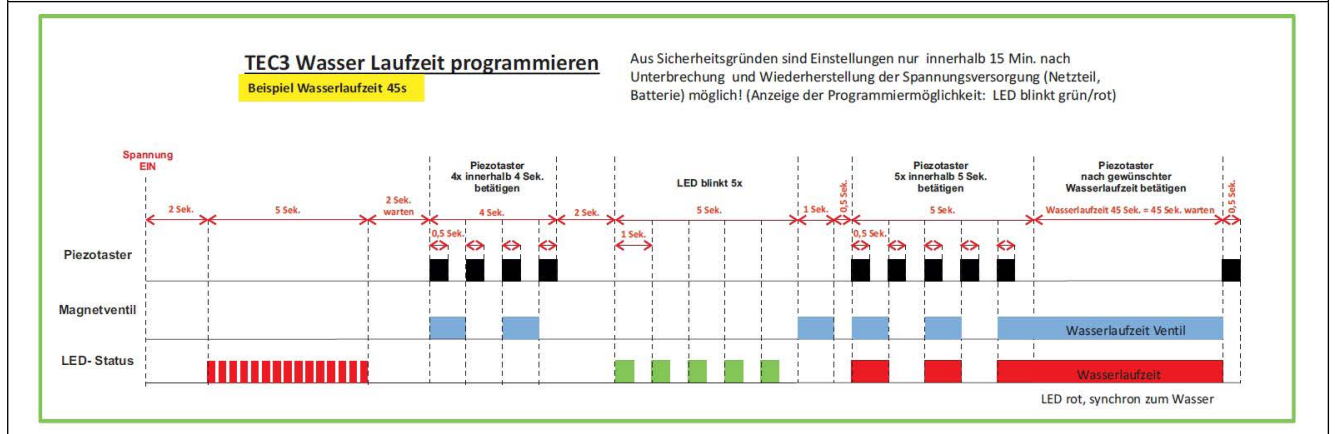 TEC3 Wasser Laufzeit programmieren
Beispiel Wasserlaufzeit 45s
Aus Sicherheitsgründen sind Einstellungen nur innerhalb 15 Min. nach
Unterbrechung und Wiederherstellung der Spannungsversorgung (Netzteil,
Batterie) möglich! (Anzeige der Programmiermöglichkeit: LED blinkt grün/rot)
Spannung
EIN
Piezotaster
4x innerhalb 4 Sek.
betätigen
LED blinkt 5x
Piezotaster
5x innerhalb 5 Sek.
betätigen
Piezotaster
nach gewünschter
Wasserlaufzeit betätigen
2 Sek.
5 Sek.
2 Sek.
warten
4 Sek.
2 Sek.
5 Sek.
1 Sek.
0,5 Sek.
5 Sek.
Wasserlaufzeit 45 Sek. = 45 Sek. warten
0,5 Sek.
0,5 Sek.
1 Sek.
0,5 Sek.
Piezotaster
Magnetventil
Wasserlaufzeit Ventil
LED- Status
Wasserlaufzeit
LED rot, synchron zum Wasser